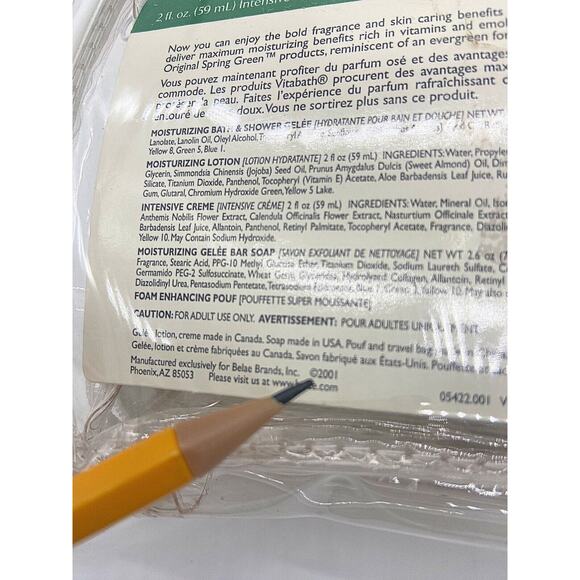 2 fl. oz. (59 mL) Intensive
Now you can enjoy the bold fragrance and skin caring benefits
deliver maximum moisturizing benefits rich in vitamins and emol
Original Spring Green™ products, reminiscent of an evergreen for
Vous pouvez maintenant profiter du parfum osé et des avantages
commode. Les produits Vitabath® procurent des avantages max
la peau. Faites l'expérience du parfum rafraîchissant
entouré de doux. Vous ne sortirez plus sans ce produit.
MOISTURIZING BATH & SHOWER GELÉE [HYDRATANTE POUR BAIN ET DOUCHE] NET WT
Lanolate, Lanolin Oil, Oleyl Alcohol,
Yellow 8, Green 5, Blue 1.
MOISTURIZING LOTION [LOTION HYDRATANTE] 2 fl oz (59 mL) INGREDIENTS: Water, Propyle
Glycerin, Simmondsia Chinensis (Jojoba) Seed Oil, Prunus Amygdalus Dulcis (Sweet Almond) Oil, Dim
Silicate, Titanium Dioxide, Panthenol, Tocopheryl (Vitamin E) Acetate, Aloe Barbadensis Leaf Juice, Ru
Gum, Glutaral, Chromium Hydroxide Green, Yellow 5 Lake.
INTENSIVE CREME [INTENSIVE CRÉME] 2 fl oz (59 mL) INGREDIENTS: Water, Mineral Oil, Iso
Anthemis Nobilis Flower Extract, Calendula Officinalis Flower Extract, Nasturtium Officinale Extract
Barbadensis Leaf Juice, Allantoin, Panthenol, Retinyl Palmitate, Tocopheryl Acetate, Fragrance, Diazoli
Yellow 10. May Contain Sodium Hydroxide.
MOISTURIZING GELÉE BAR SOAP [SAVON EXFOLIANT DE NETTOYAGE] NET WT 2.6 oz (7
Fragrance, Stearic Acid, PPG-10 Methyl Glucose Ether, Titanium Dioxide, Sodium Laureth Sulfate, C
Germamido PEG-2 Sulfosuccinate, Wheat Germ Glycerides, Hydrolyzed Collagen, Allantoin, Retinyl
Diazolidinyl Urea, Pentasodium Pentetate, Tetrasodium Etidronate, Blue 1, Green 3, Yellow 10. May also
FOAM ENHANCING POUF [POUFFETTE SUPER MOUSSANTE]
CAUTION: FOR ADULT USE ONLY. AVERTISSEMENT: POUR ADULTES UNIQUEMENT
Gelée, lotion, creme made in Canada. Soap made in USA. Pouf and travel bag
Gelée, lotion et crème fabriquées au Canada. Savon fabriqué aux États-Unis. Pouffette
Manufactured exclusively for Belae Brands, Inc. ©2001
Phoenix, AZ 85053 Please visit us at www.belae.com
05422.001 V